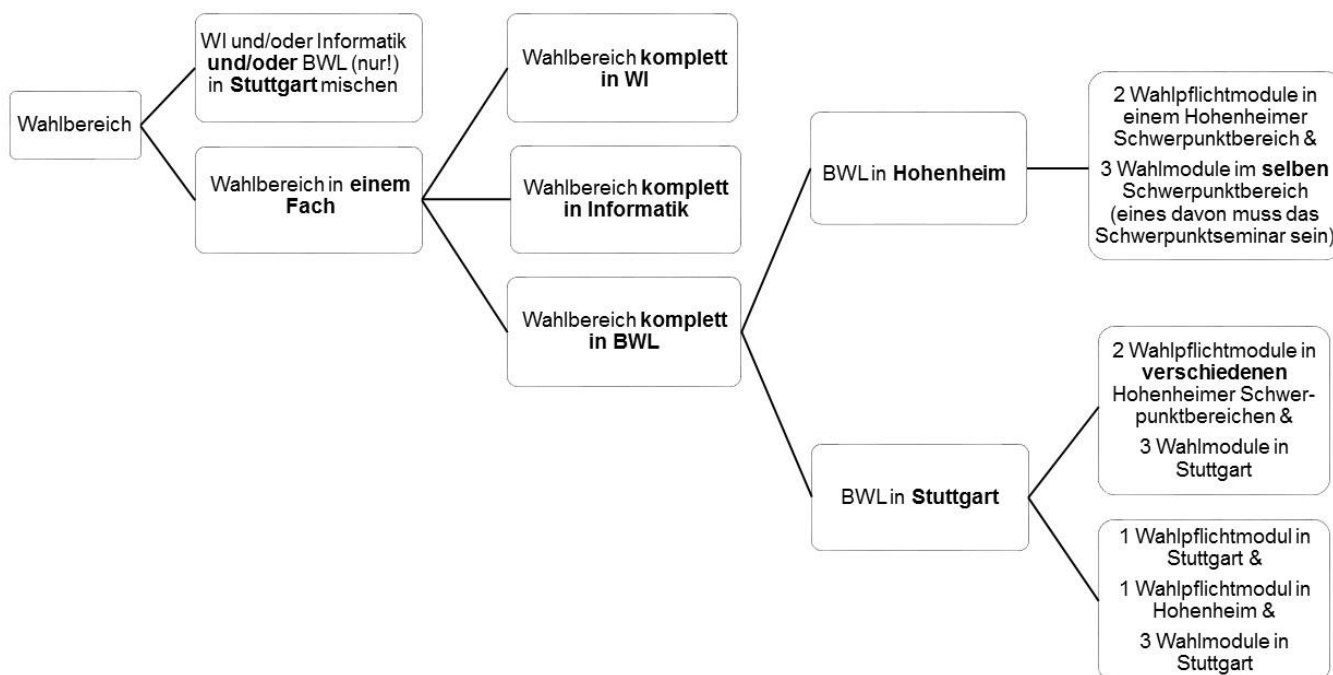 Wahlbereich
WI und/oder Informatik
und/oder BWL (nur!)
in Stuttgart mischen
Wahlbereich in einem
Fach
Wahlbereich komplett
in WI
Wahlbereich komplett
in Informatik
Wahlbereich komplett
in BWL
BWL in Hohenheim
2 Wahlpflichtmodule in
einem Hohenheimer
Schwerpunktbereich &
3 Wahlmodule im selben
Schwerpunktbereich
(eines davon muss das
Schwerpunktseminar sein)
BWL in Stuttgart
2 Wahlpflichtmodule in
verschiedenen
Hohenheimer Schwer-
punktbereichen &
3 Wahlmodule in
Stuttgart
1 Wahlpflichtmodul in
Stuttgart &
1 Wahlpflichtmodul in
Hohenheim &
3 Wahlmodule in
Stuttgart